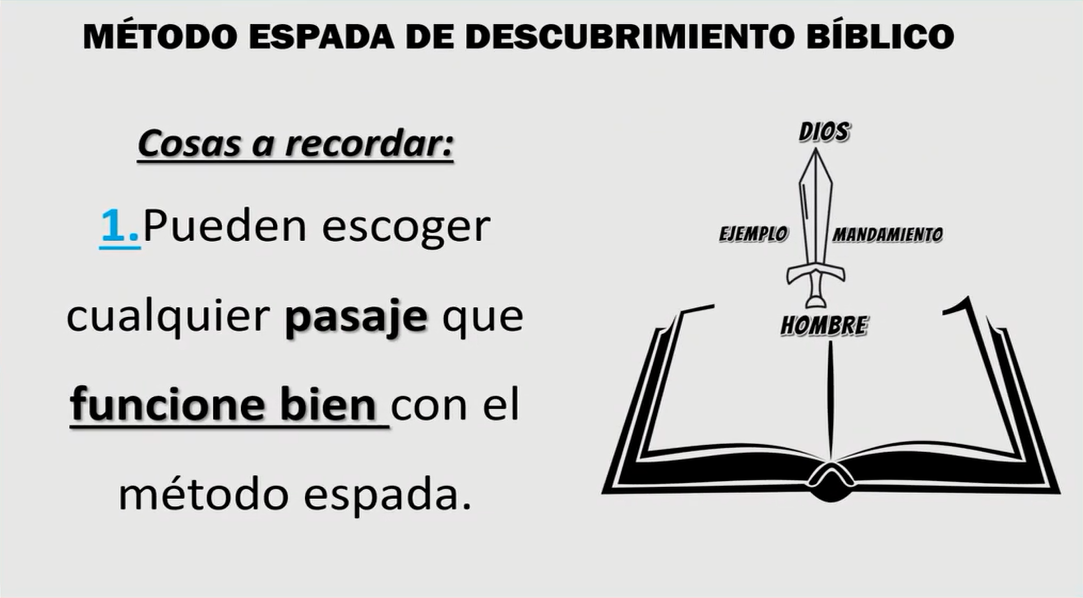 MÉTODO ESPADA DE DESCUBRIMIENTO BÍBLICO
Cosas a recordar:
1.Pueden escoger
cualquier pasaje que
funcione bien con el
método espada.
DIOS
EJEMPLO MANDAMIENTO
HOMBRE